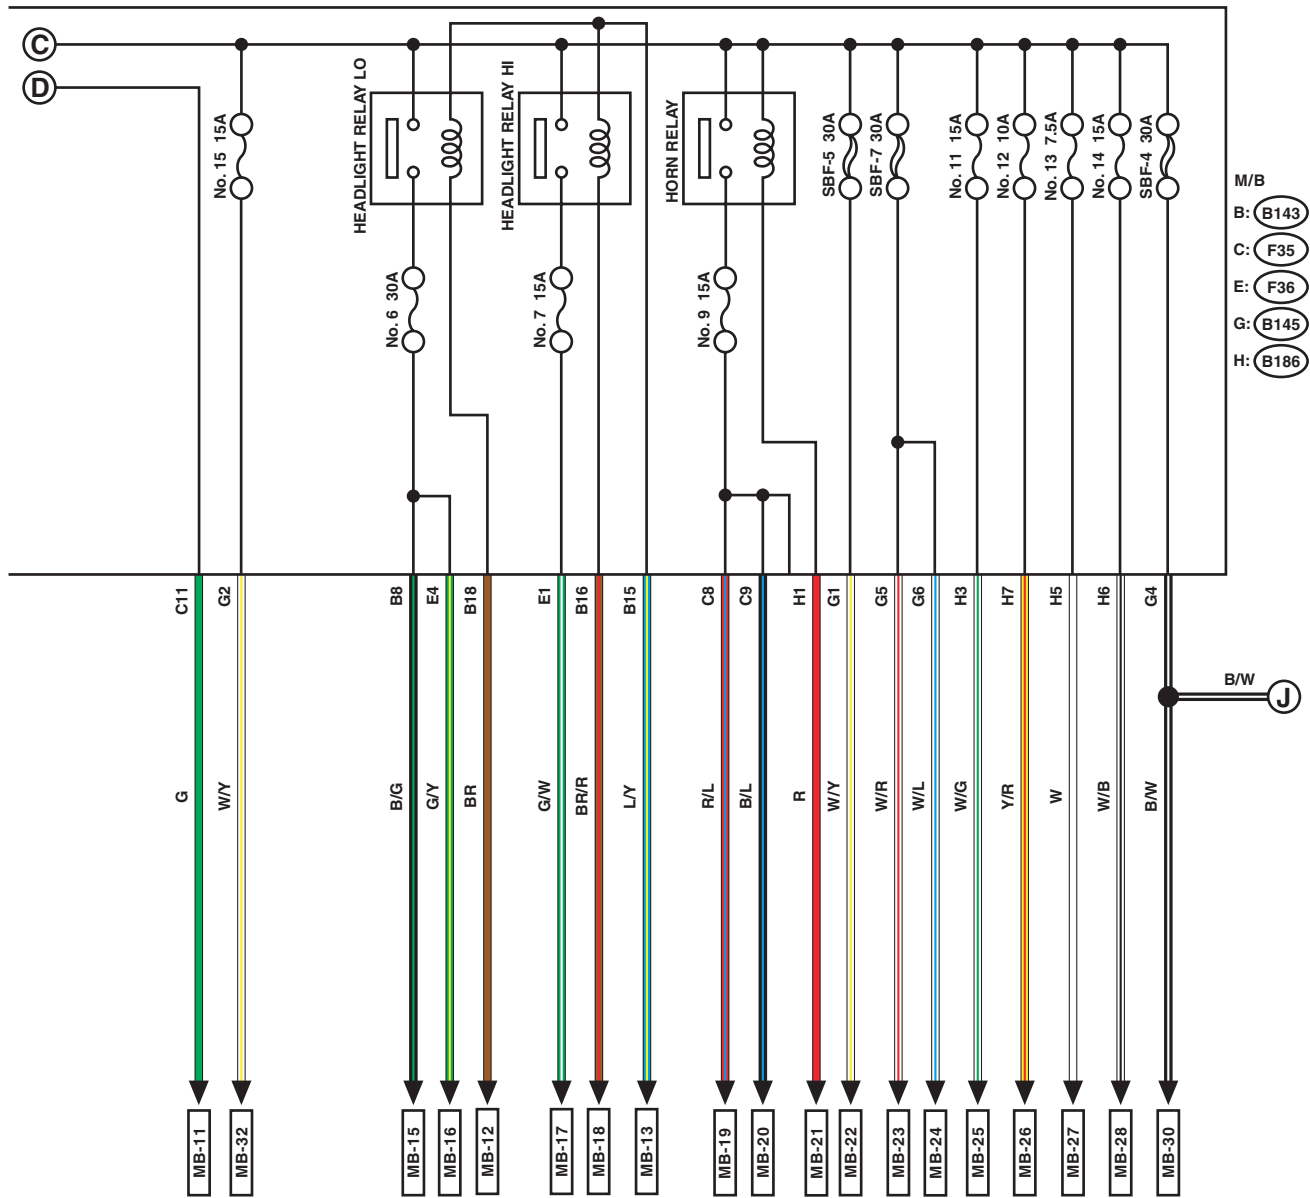 C
D
No. 15 15A
HEADLIGHT RELAY LO
HEADLIGHT RELAY HI
HORN RELAY
SBF-5 30A
SBF-7 30A
No. 11 15A
No. 12 10A
No. 13 7.5A
No. 14 15A
SBF-4 30A
No. 6 30A
No. 7 15A
No. 9 15A
M/B
B: B143
C: F35
E: F36
G: B145
H: B186
C11
G2
B8
E4
B18
E1
B16
B15
C8
C9
H1
G1
G5
G6
H3
H7
H5
H6
G4
B/W
J
G
W/Y
B/G
G/Y
BR
G/W
BR/R
L/Y
R/L
B/L
R
W/Y
W/R
W/L
W/G
Y/R
W
W/B
B/W
MB-11
MB-32
MB-15
MB-16
MB-12
MB-17
MB-18
MB-13
MB-19
MB-20
MB-21
MB-22
MB-23
MB-24
MB-25
MB-26
MB-27
MB-28
MB-30